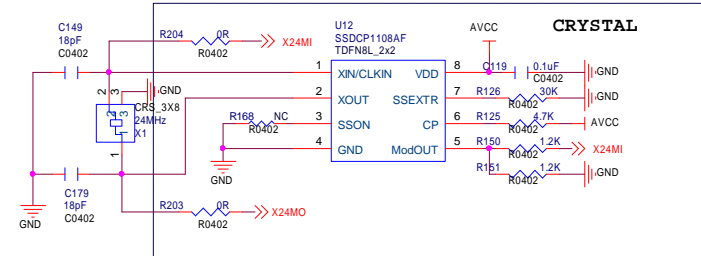 CRYSTAL
C149
18pF
C0402
R204
0R
R0402
X24MI
U12
SSDCP1108AF
TDFN8L_2x2
AVCC
1
XIN/CLKIN
VDD
8
C119
0.1uF
C0402
GND
2
3
GND
CRS_3X8
2
3
24MHz
X1
1
2
XOUT
SSEXTR
7
R126
30K
R0402
GND
R168
NC
R0402
3
SSON
CP
6
R125
4.7K
R0402
AVCC
4
GND
ModOUT
5
R150
1.2K
R0402
X24MI
R151
1.2K
R0402
GND
GND
C179
18pF
C0402
GND
R203
0R
R0402
X24MO